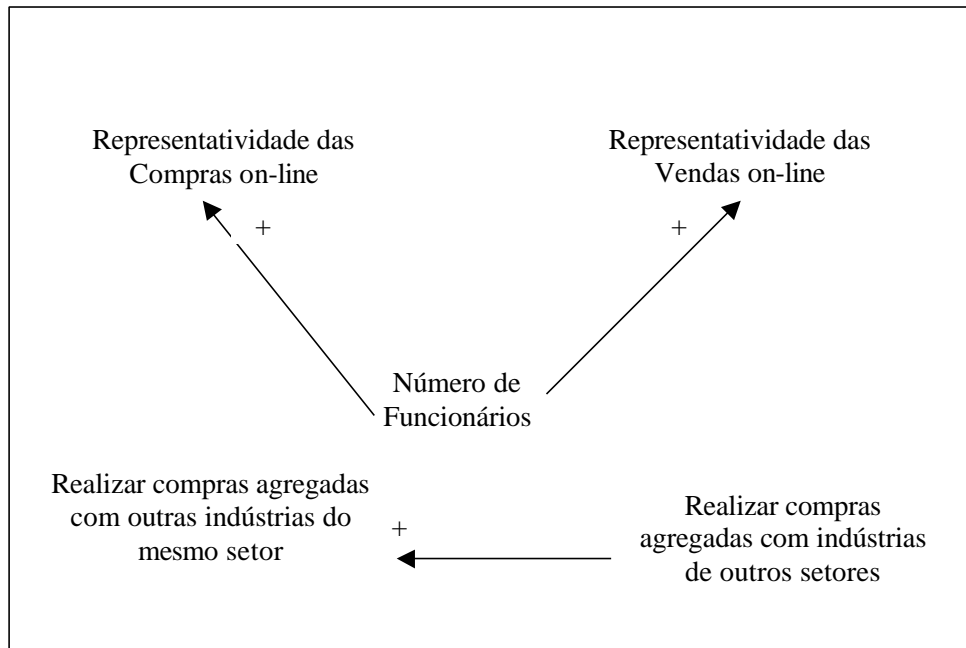 Representatividade das
Compras on-line
Representatividade das
Vendas on-line
+
+
Número de
Funcionários
Realizar compras agregadas
com outras indústrias do
mesmo setor
+
Realizar compras
agregadas com indústrias
de outros setores